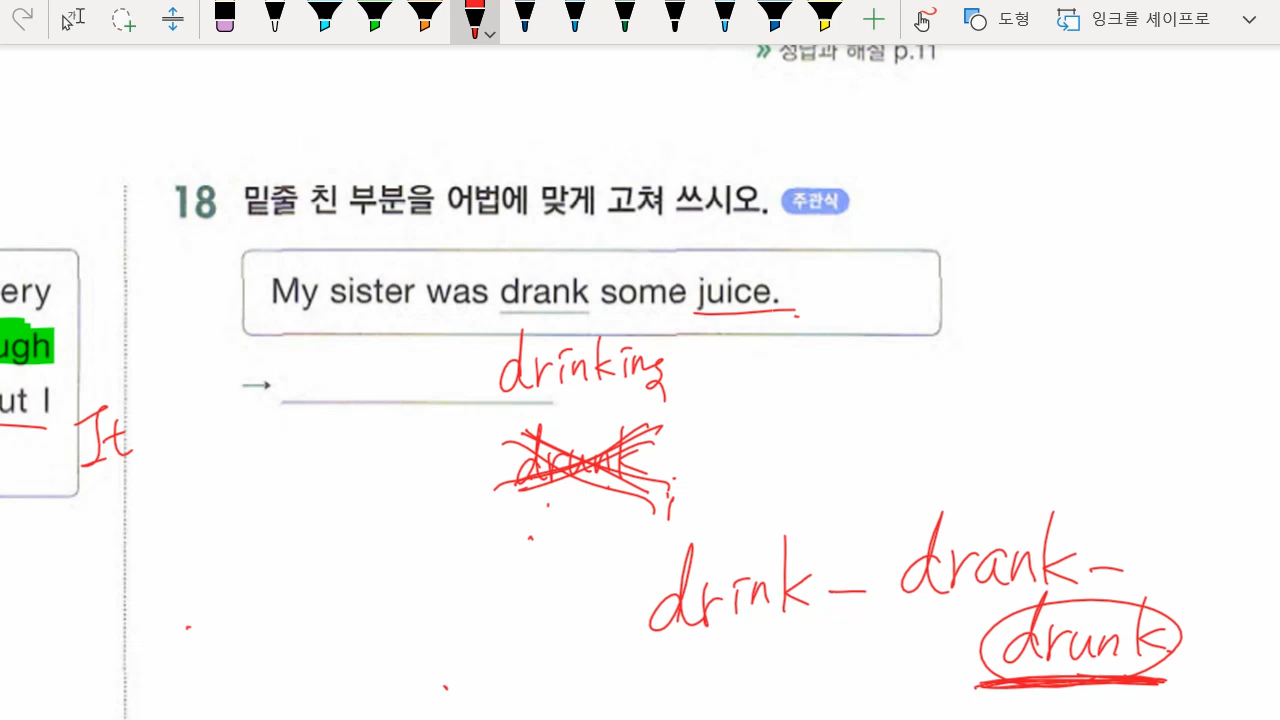 도형
잉크를 셰이프로
» 정답과 해설 p.11
18 밑줄 친 부분을 어법에 맞게 고쳐 쓰시오. 주관식
My sister was drank some juice.
→
drinking
drunk
ery
ugh
ut I
It
drink – drank –
drunk